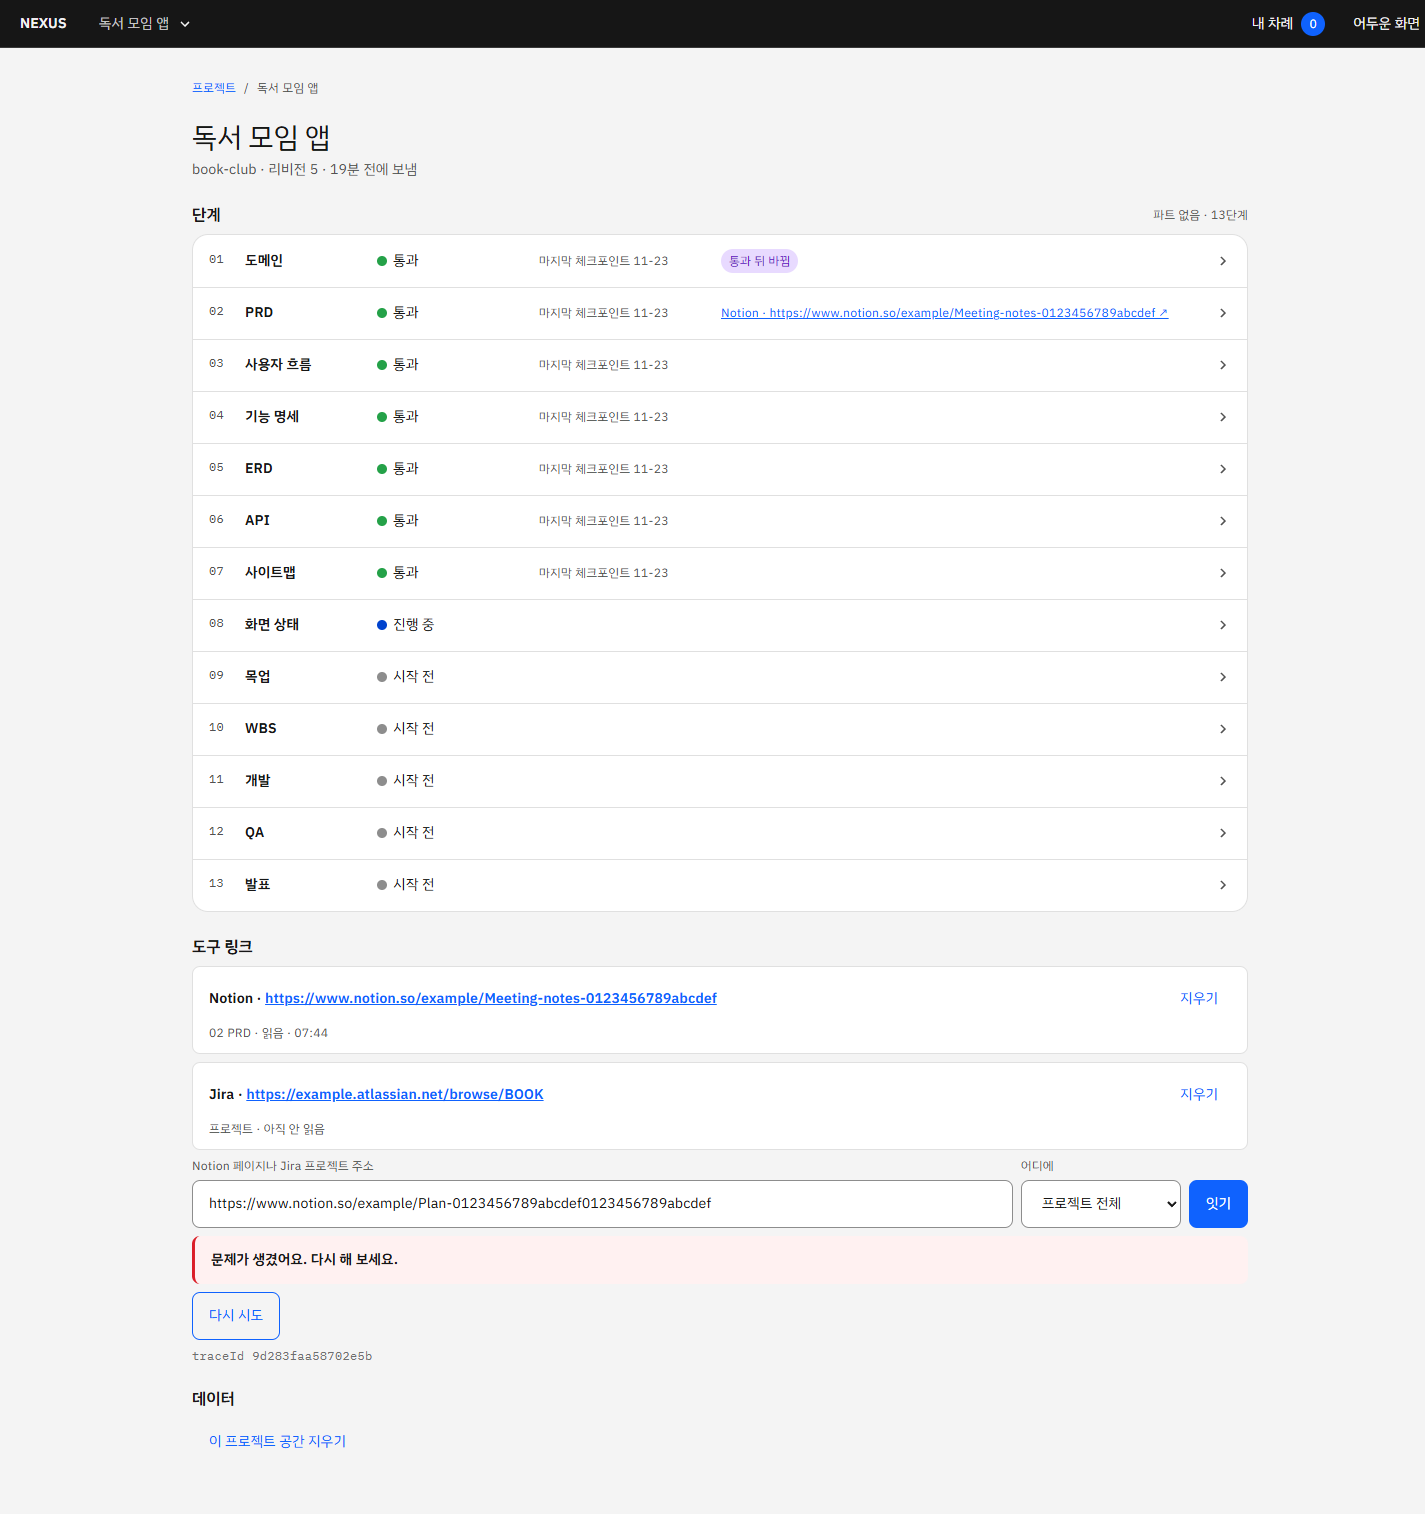 NEXUS 독서 모임 앱 내 차례 0 어두운 화면
프로젝트 / 독서 모임 앱
독서 모임 앱
book-club · 리비전 5 · 19분 전에 보냄
단계 파트 없음 · 13단계
01 도메인 통과 마지막 체크포인트 11-23 통과 뒤 바뀜
02 PRD 통과 마지막 체크포인트 11-23 Notion · https://www.notion.so/example/Meeting-notes-0123456789abcdef ↗
03 사용자 흐름 통과 마지막 체크포인트 11-23
04 기능 명세 통과 마지막 체크포인트 11-23
05 ERD 통과 마지막 체크포인트 11-23
06 API 통과 마지막 체크포인트 11-23
07 사이트맵 통과 마지막 체크포인트 11-23
08 화면 상태 진행 중
09 목업 시작 전
10 WBS 시작 전
11 개발 시작 전
12 QA 시작 전
13 발표 시작 전
도구 링크
Notion · https://www.notion.so/example/Meeting-notes-0123456789abcdef 지우기
02 PRD · 읽음 · 07:44
Jira · https://example.atlassian.net/browse/BOOK 지우기
프로젝트 · 아직 안 읽음
Notion 페이지나 Jira 프로젝트 주소 어디에
https://www.notion.so/example/Plan-0123456789abcdef0123456789abcdef 프로젝트 전체 잇기
문제가 생겼어요. 다시 해 보세요.
다시 시도
traceId 9d283faa58702e5b
데이터
이 프로젝트 공간 지우기